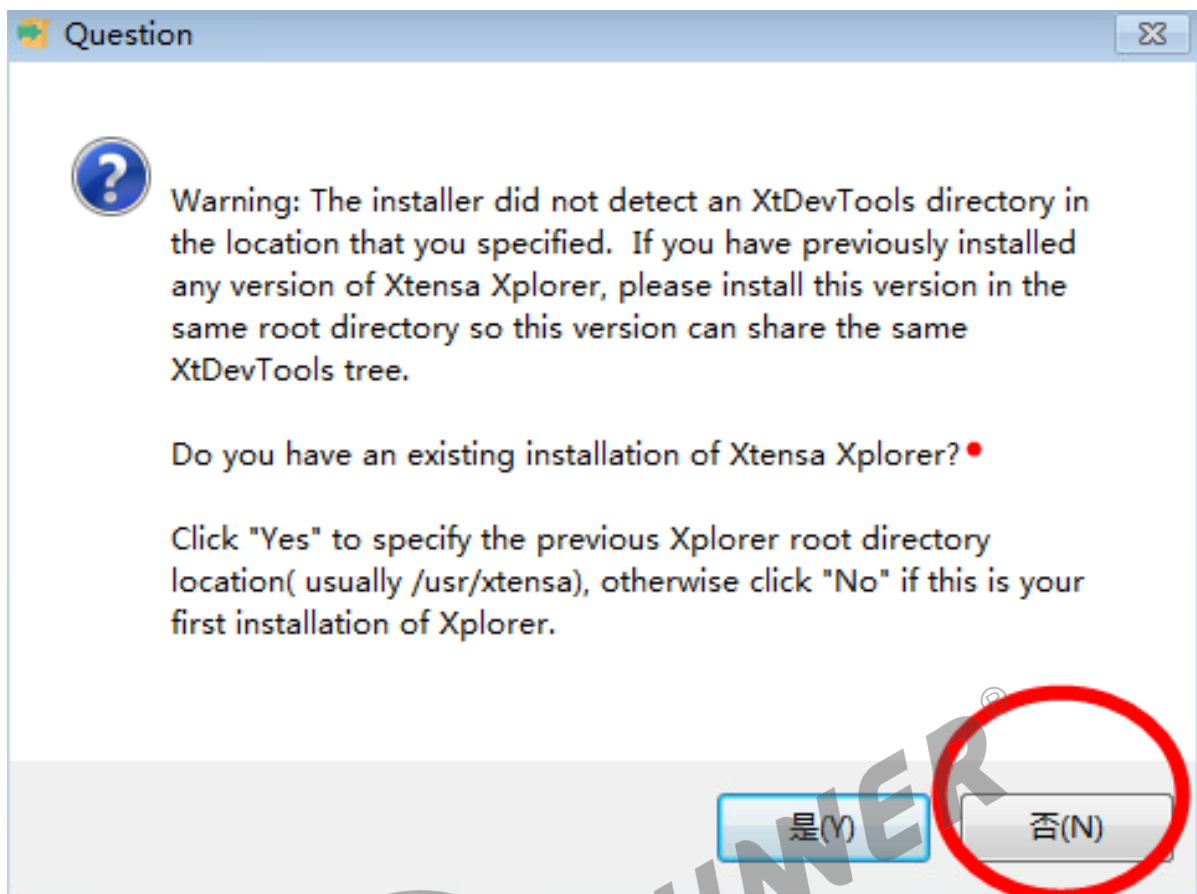 Question
Warning: The installer did not detect an XtDevTools directory in
the location that you specified.  If you have previously installed
any version of Xtensa Xplorer, please install this version in the
same root directory so this version can share the same
XtDevTools tree.
Do you have an existing installation of Xtensa Xplorer?
Click "Yes" to specify the previous Xplorer root directory
location( usually /usr/xtensa), otherwise click "No" if this is your
first installation of Xplorer.
是(Y)
否(N)